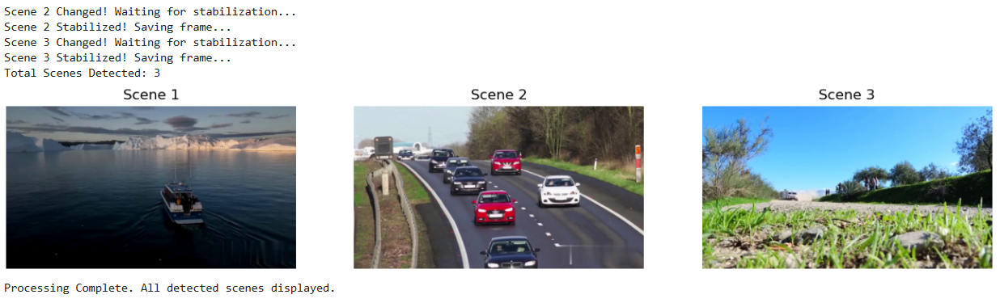 Scene 2 Changed! Waiting for stabilization...
Scene 2 Stabilized! Saving frame...
Scene 3 Changed! Waiting for stabilization...
Scene 3 Stabilized! Saving frame...
Total Scenes Detected: 3
Scene 1
Scene 2
Scene 3
Processing Complete. All detected scenes displayed.